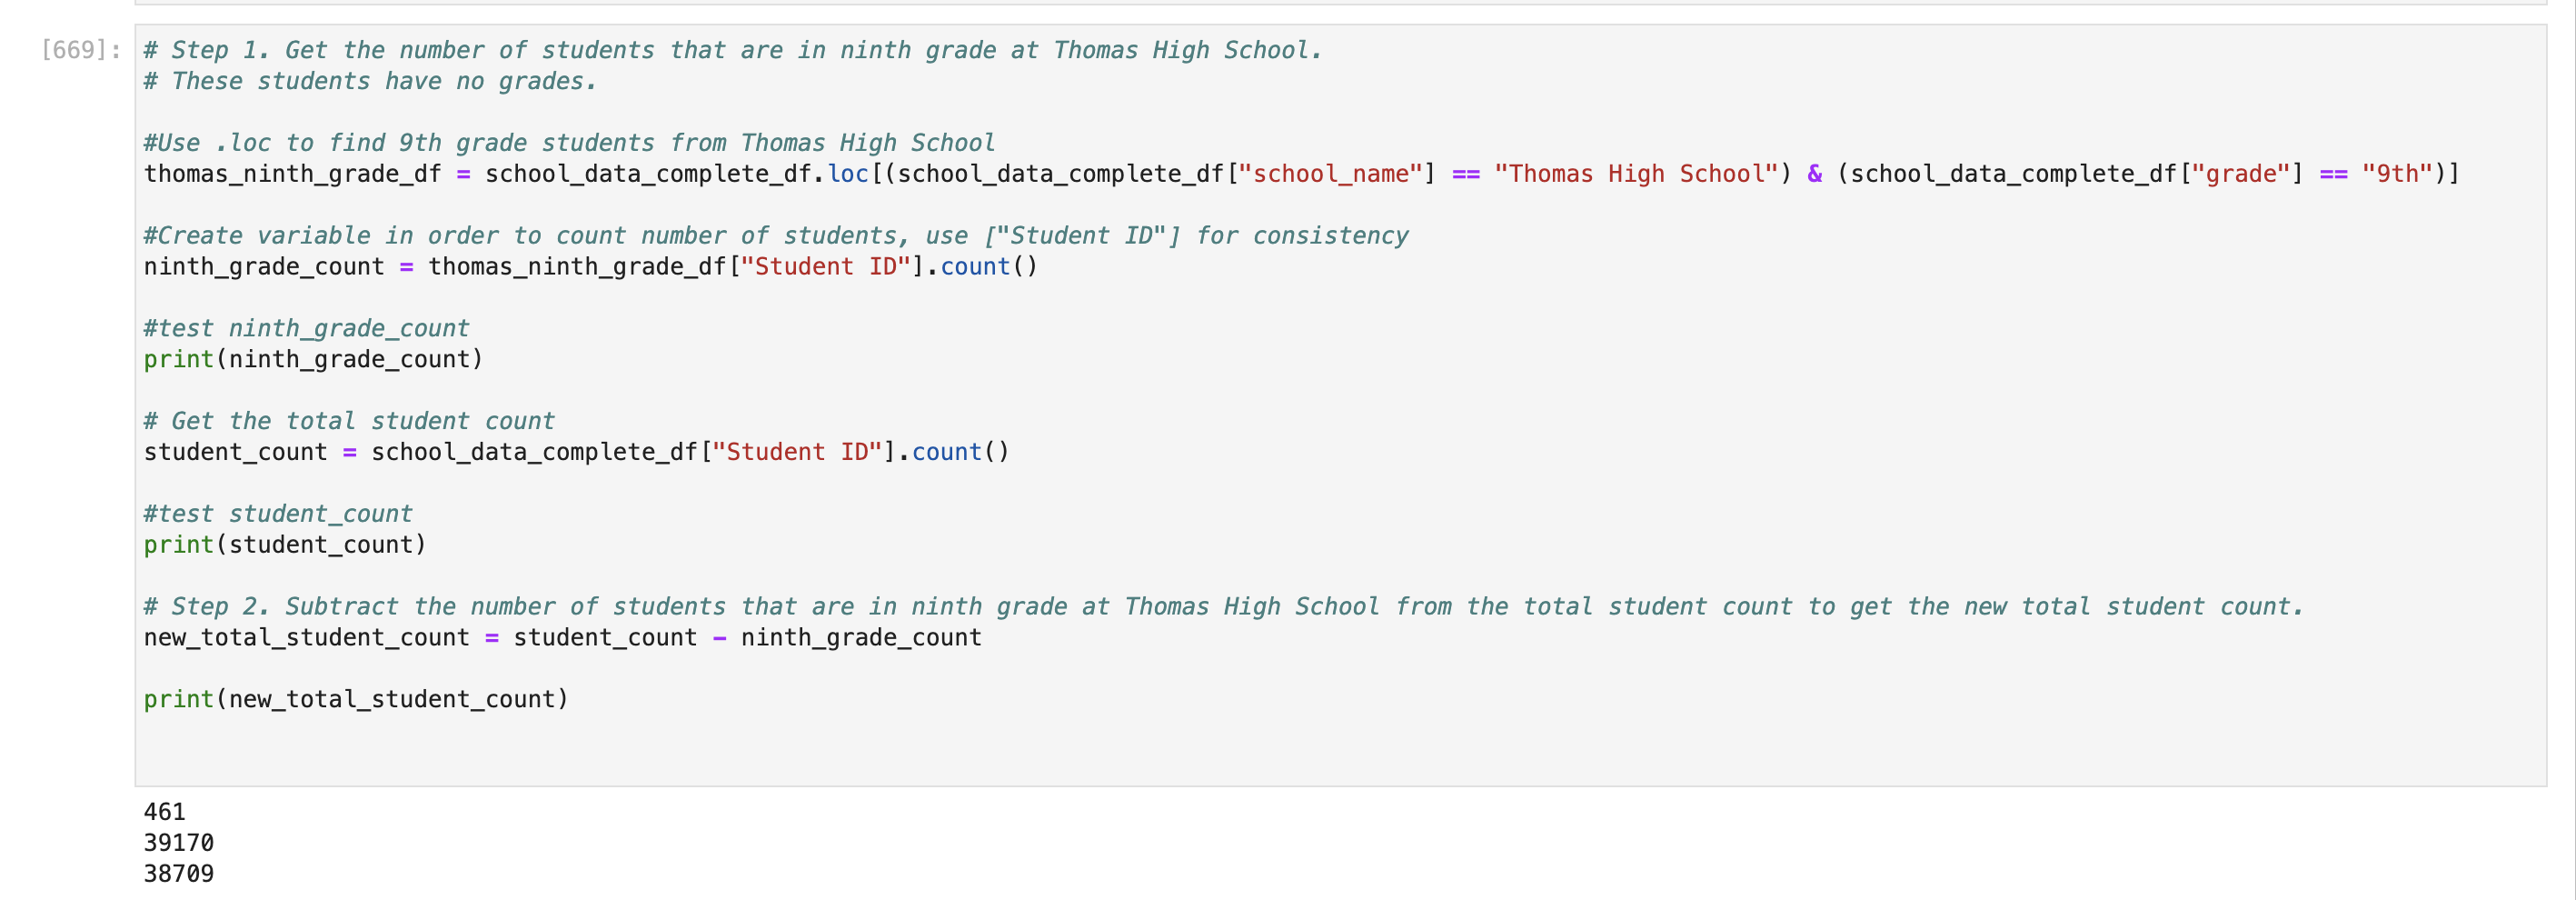 [669]:
# Step 1. Get the number of students that are in ninth grade at Thomas High School.
# These students have no grades.
#Use .loc to find 9th grade students from Thomas High School
thomas_ninth_grade_df = school_data_complete_df.loc[(school_data_complete_df["school_name"] == "Thomas High School") & (school_data_complete_df["grade"] == "9th")]
#Create variable in order to count number of students, use ["Student ID"] for consistency
ninth_grade_count = thomas_ninth_grade_df["Student ID"].count()
#test ninth_grade_count
print(ninth_grade_count)
# Get the total student count
student_count = school_data_complete_df["Student ID"].count()
#test student_count
print(student_count)
# Step 2. Subtract the number of students that are in ninth grade at Thomas High School from the total student count to get the new total student count.
new_total_student_count = student_count - ninth_grade_count
print(new_total_student_count)
461
39170
38709